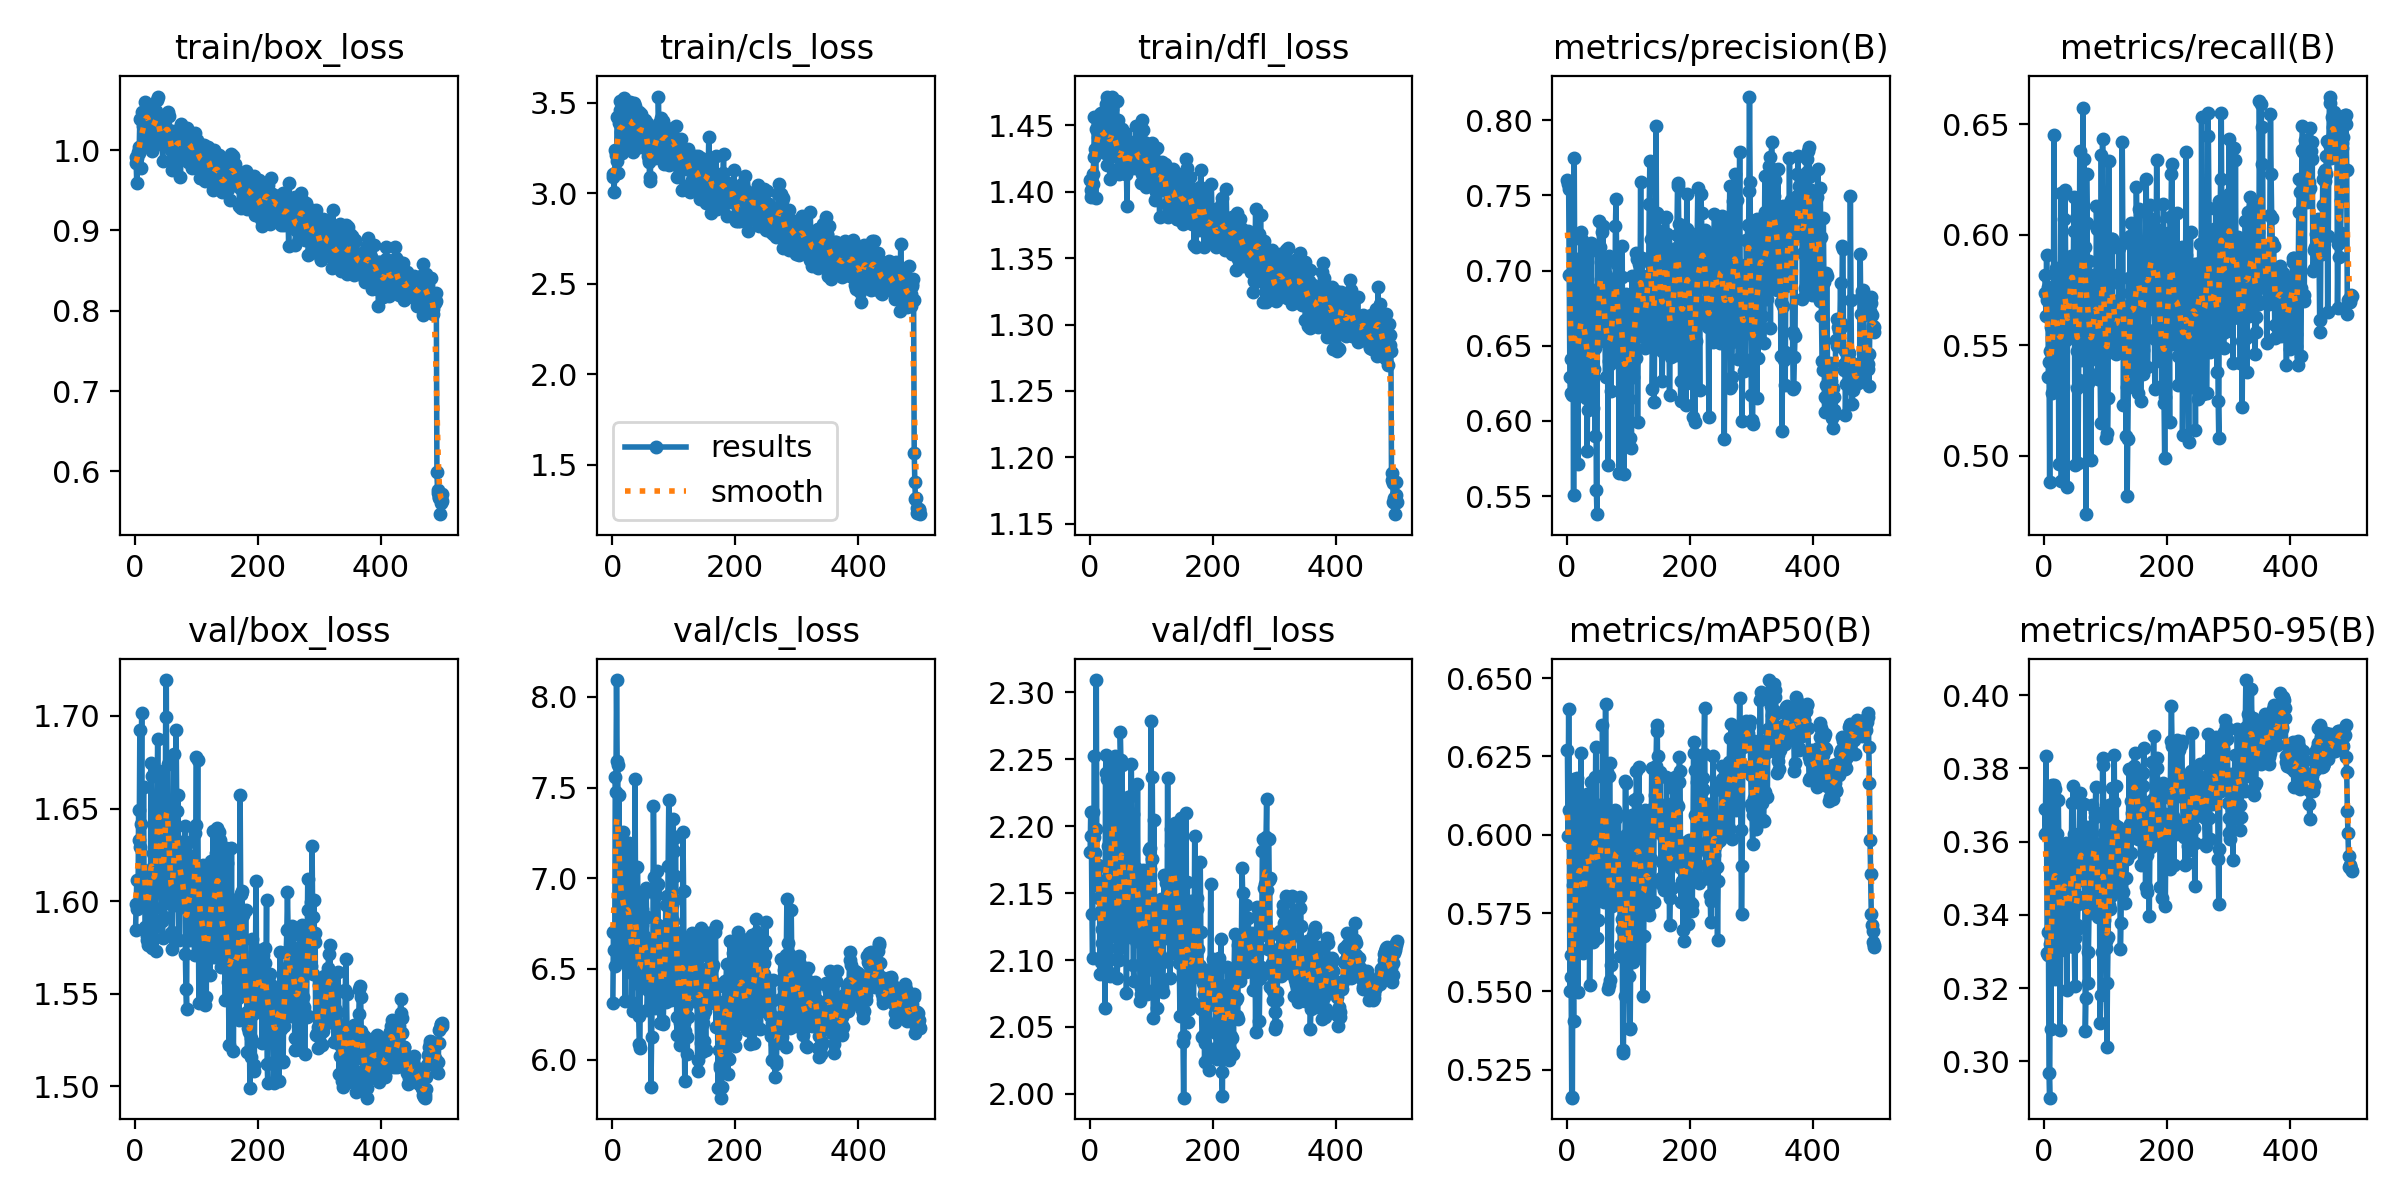 train/box_loss
1.0
0.9
0.8
0.7
0.6
0 200 400
train/cls_loss
3.5
3.0
2.5
2.0
1.5
results
smooth
0 200 400
train/dfl_loss
1.45
1.40
1.35
1.30
1.25
1.20
1.15
0 200 400
metrics/precision(B)
0.80
0.75
0.70
0.65
0.60
0.55
0 200 400
metrics/recall(B)
0.65
0.60
0.55
0.50
0 200 400
val/box_loss
1.70
1.65
1.60
1.55
1.50
0 200 400
val/cls_loss
8.0
7.5
7.0
6.5
6.0
0 200 400
val/dfl_loss
2.30
2.25
2.20
2.15
2.10
2.05
2.00
0 200 400
metrics/mAP50(B)
0.650
0.625
0.600
0.575
0.550
0.525
0 200 400
metrics/mAP50-95(B)
0.40
0.38
0.36
0.34
0.32
0.30
0 200 400